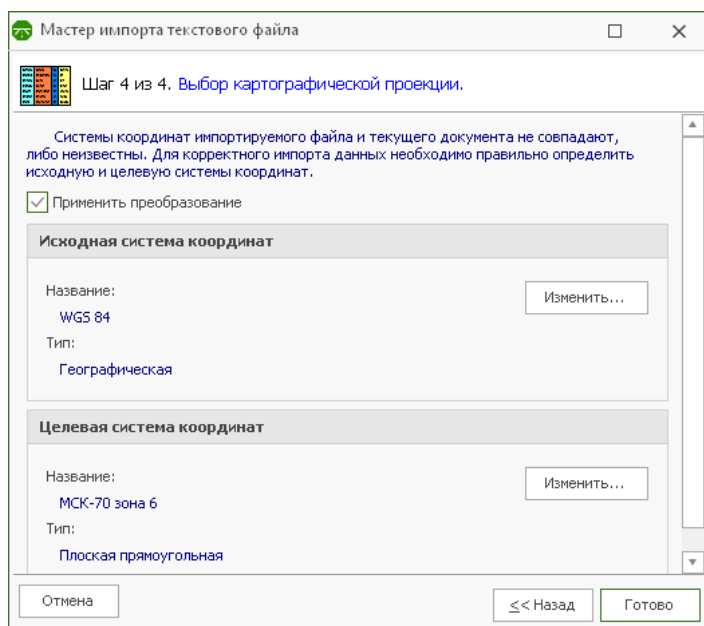 Мастер импорта текстового файла
Шаг 4 из 4. Выбор картографической проекции.
Системы координат импортируемого файла и текущего документа не совпадают,
либо неизвестны. Для корректного импорта данных необходимо правильно определить
исходную и целевую системы координат.
Применить преобразование
Исходная система координат
Название:
Изменить...
WGS 84
Тип:
Географическая
Целевая система координат
Название:
Изменить...
МСК-70 зона 6
Тип:
Плоская прямоугольная
Отмена
<< Назад
Готово